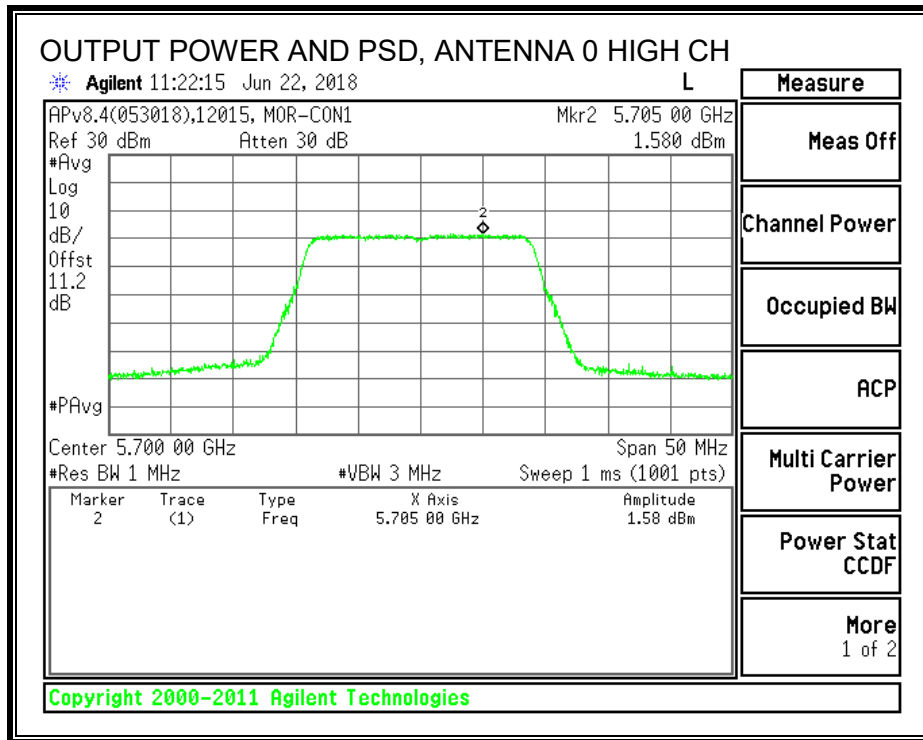 OUTPUT POWER AND PSD, ANTENNA 0 HIGH CH
Agilent 11:22:15 Jun 22, 2018 L
APv8.4(053018),12015, MOR-CON1 Mkr2 5.705 00 GHz
Ref 30 dBm Atten 30 dB 1.580 dBm
#Avg
Log
10
dB/
Offst
11.2
dB
#PAvg
2
Center 5.700 00 GHz Span 50 MHz
#Res BW 1 MHz #VBW 3 MHz Sweep 1 ms (1001 pts)
Marker Trace Type X Axis Amplitude
2 (1) Freq 5.705 00 GHz 1.58 dBm
Measure
Meas Off
Channel Power
Occupied BW
ACP
Multi Carrier
Power
Power Stat
CCDF
More
1 of 2
Copyright 2000-2011 Agilent Technologies